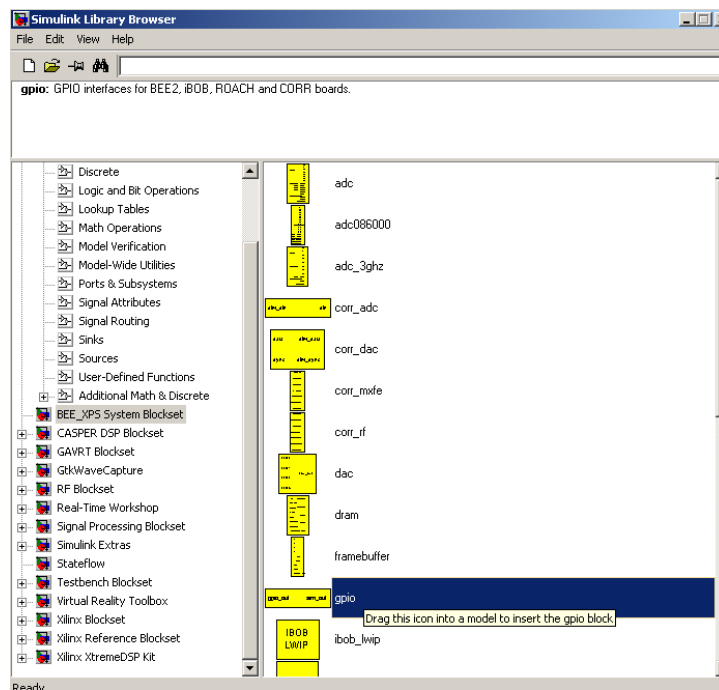 Simulink Library Browser
File Edit View Help
gpio: GPIO interfaces for BEE2, iBOB, ROACH and CORR boards.
Discrete
Logic and Bit Operations
Lookup Tables
Math Operations
Model Verification
Model-Wide Utilities
Ports & Subsystems
Signal Attributes
Signal Routing
Sinks
Sources
User-Defined Functions
Additional Math & Discrete
BEE_XPS System Blockset
CASPER DSP Blockset
GAVRT Blockset
GtkWaveCapture
RF Blockset
Real-Time Workshop
Signal Processing Blockset
Simulink Extras
Stateflow
Testbench Blockset
Virtual Reality Toolbox
Xilinx Blockset
Xilinx Reference Blockset
Xilinx XtremeDSP Kit
adc
adc086000
adc_3ghz
corr_adc
corr_dac
corr_mxfe
corr_rf
dac
dram
framebuffer
gpio_out sim_out gpio
Drag this icon into a model to insert the gpio block
IBOB
LWIP
ibob_lwip
Ready